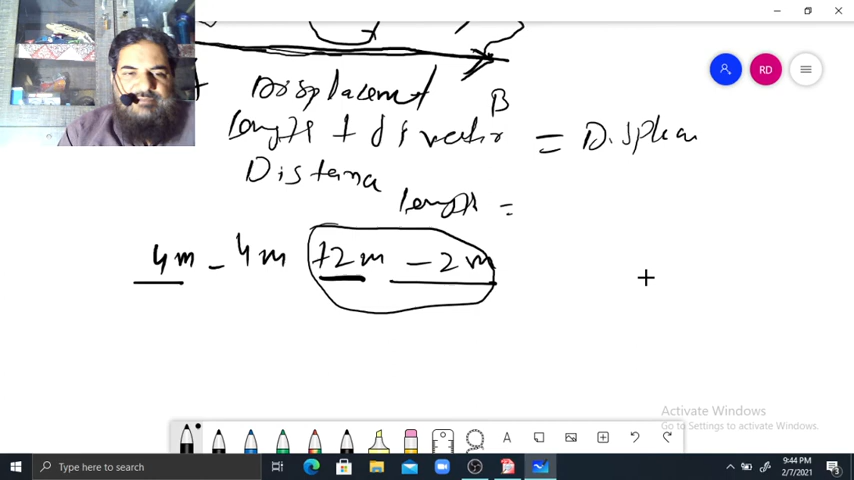 RD
Displacement
B
length + direction = Displacem
Distance
length =
4m - 4m +2m - 2m
Activate Windows
Go to Settings to activate Windows.
A
Type here to search
9:44 PM
2/7/2021
3